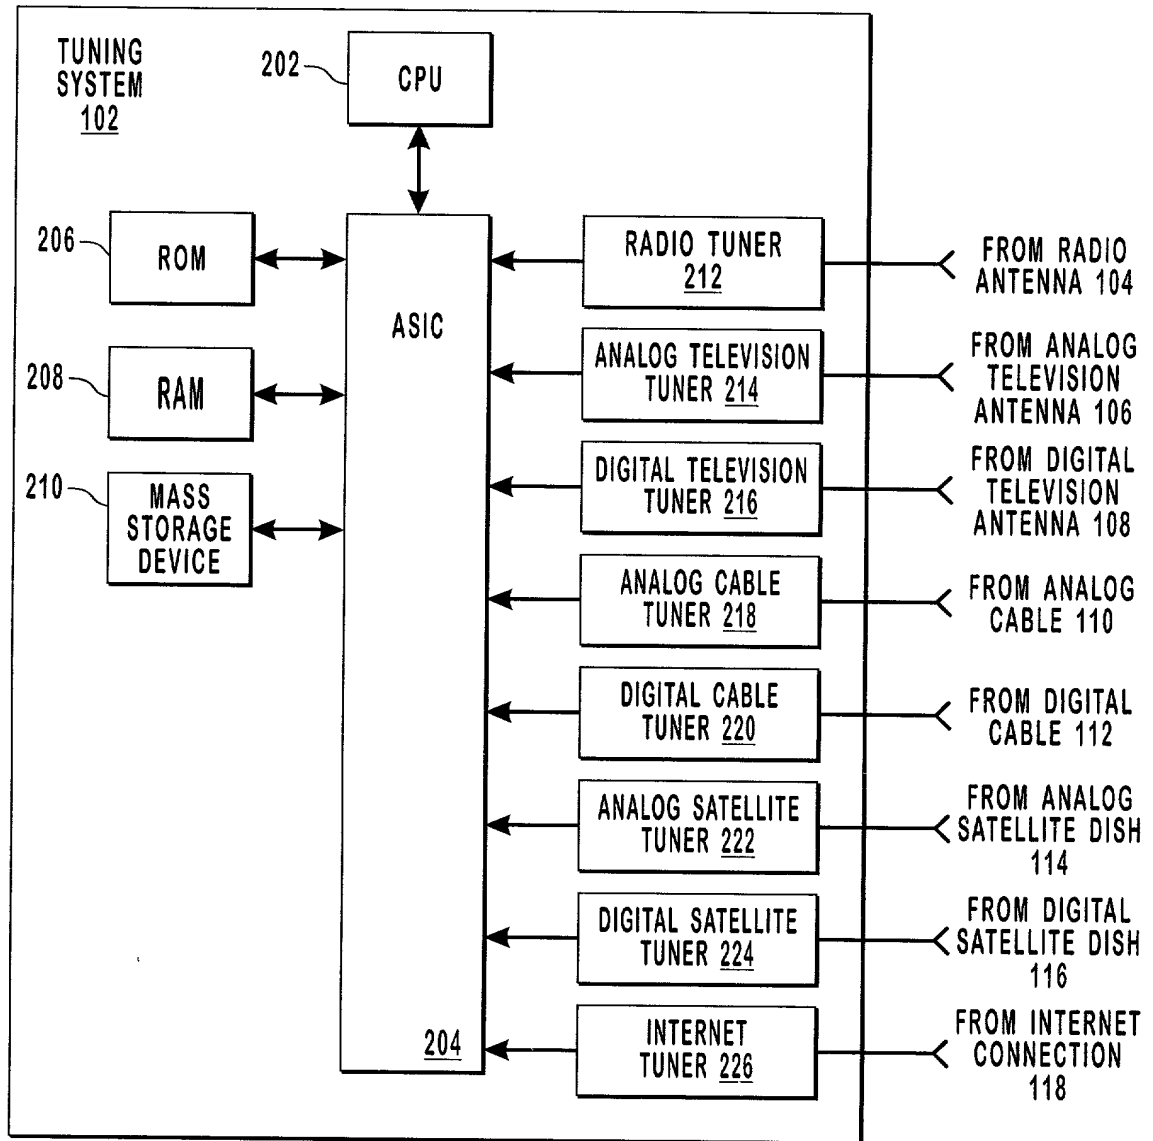 TUNING
SYSTEM
102
202
CPU
206
ROM
208
RAM
210
MASS
STORAGE
DEVICE
ASIC
204
RADIO TUNER
212
FROM RADIO
ANTENNA 104
ANALOG TELEVISION
TUNER 214
FROM ANALOG
TELEVISION
ANTENNA 106
DIGITAL TELEVISION
TUNER 216
FROM DIGITAL
TELEVISION
ANTENNA 108
ANALOG CABLE
TUNER 218
FROM ANALOG
CABLE 110
DIGITAL CABLE
TUNER 220
FROM DIGITAL
CABLE 112
ANALOG SATELLITE
TUNER 222
FROM ANALOG
SATELLITE DISH
114
DIGITAL SATELLITE
TUNER 224
FROM DIGITAL
SATELLITE DISH
116
INTERNET
TUNER 226
FROM INTERNET
CONNECTION
118